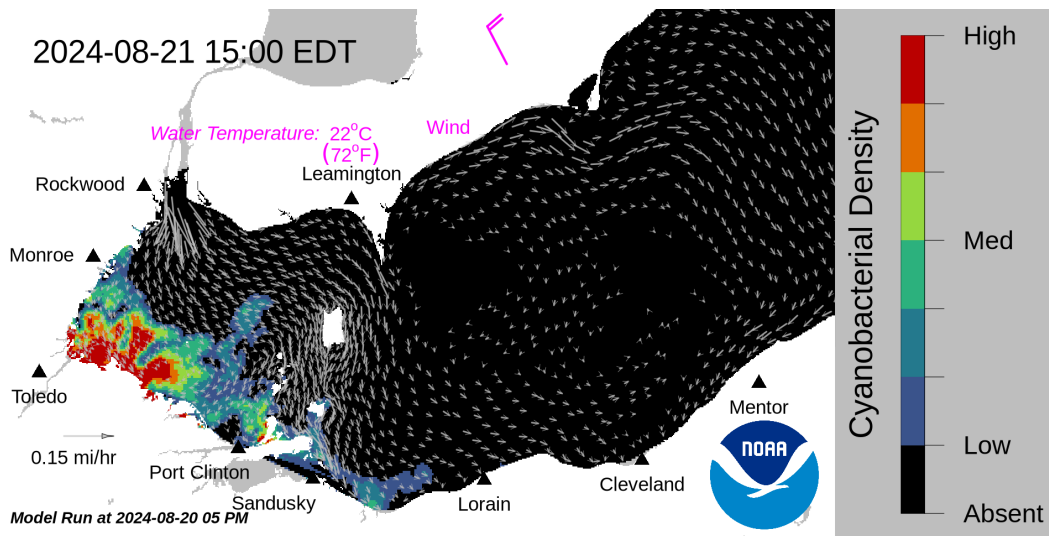 2024-08-21 15:00 EDT
Water Temperature: 22°C
(72°F)
Wind
Leamington
Rockwood
Monroe
Toledo
0.15 mi/hr
Port Clinton
Sandusky
Lorain
Cleveland
Mentor
NOAA
Model Run at 2024-08-20 05 PM
Cyanobacterial Density
High
Med
Low
Absent